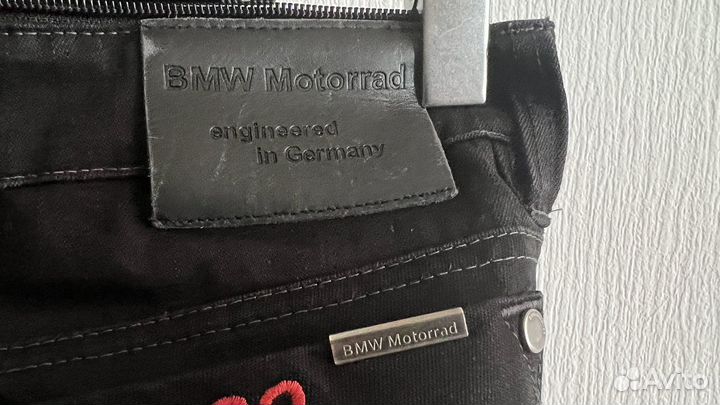 BMW Motorrad
engineered
in Germany
BMW Motorrad
Avito